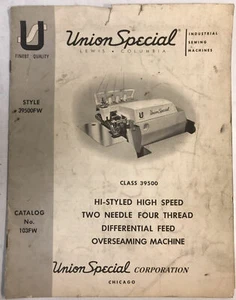 U
FINEST QUALITY
Union Special
LEWIS • COLUMBIA
INDUSTRIAL
SEWING
MACHINES
STYLE
39500FW
CATALOG
No.
103FW
CLASS 39500
HI-STYLED HIGH SPEED
TWO NEEDLE FOUR THREAD
DIFFERENTIAL FEED
OVERSEAMING MACHINE
Union Special CORPORATION
CHICAGO